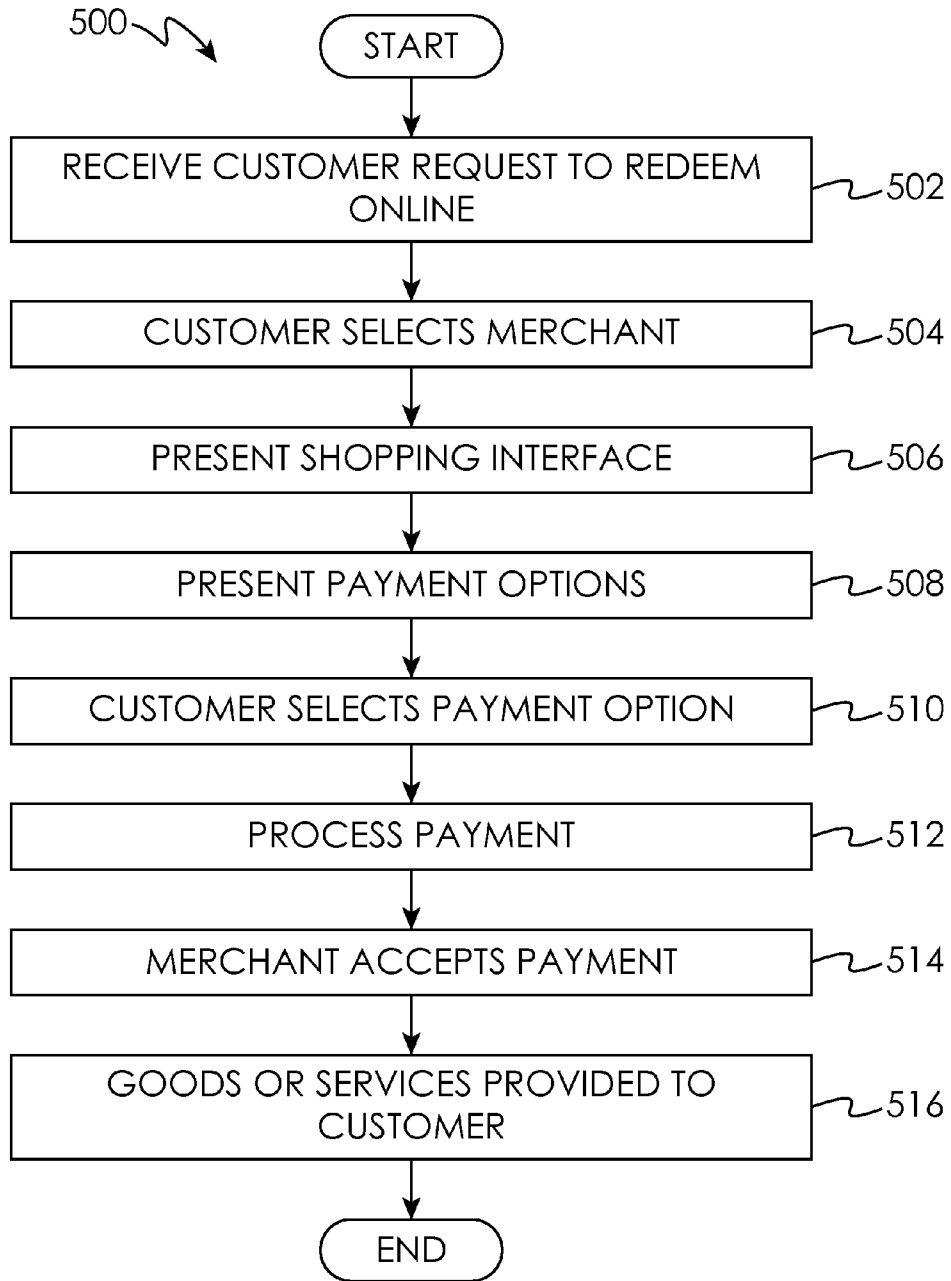 500
START
RECEIVE CUSTOMER REQUEST TO REDEEM
ONLINE
502
CUSTOMER SELECTS MERCHANT
504
PRESENT SHOPPING INTERFACE
506
PRESENT PAYMENT OPTIONS
508
CUSTOMER SELECTS PAYMENT OPTION
510
PROCESS PAYMENT
512
MERCHANT ACCEPTS PAYMENT
514
GOODS OR SERVICES PROVIDED TO
CUSTOMER
516
END